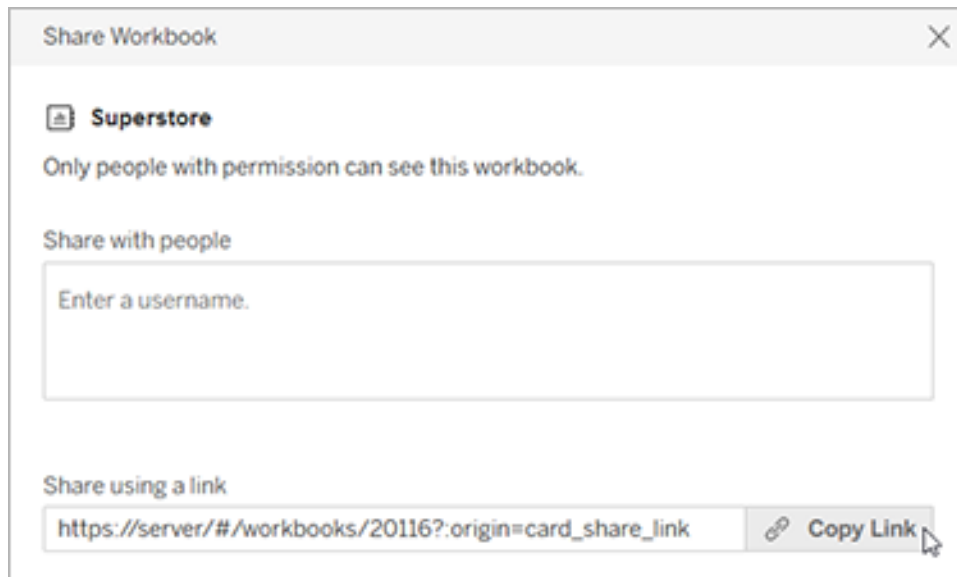 Share Workbook
Superstore
Only people with permission can see this workbook.
Share with people
Enter a username.
Share using a link
https://server/#/workbooks/20116?:origin=card_share_link Copy Link